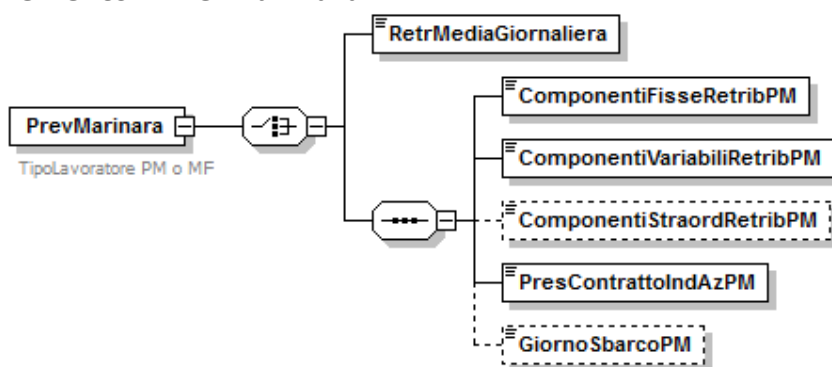 RetrMediaGiornaliera
ComponentiFisseRetribPM
PrevMarinara
ComponentiVariabiliRetribPM
TipoLavoratore PM o MF
ComponentiStraordRetribPM
PresContrattoIndAzPM
GiornoSbarcoPM